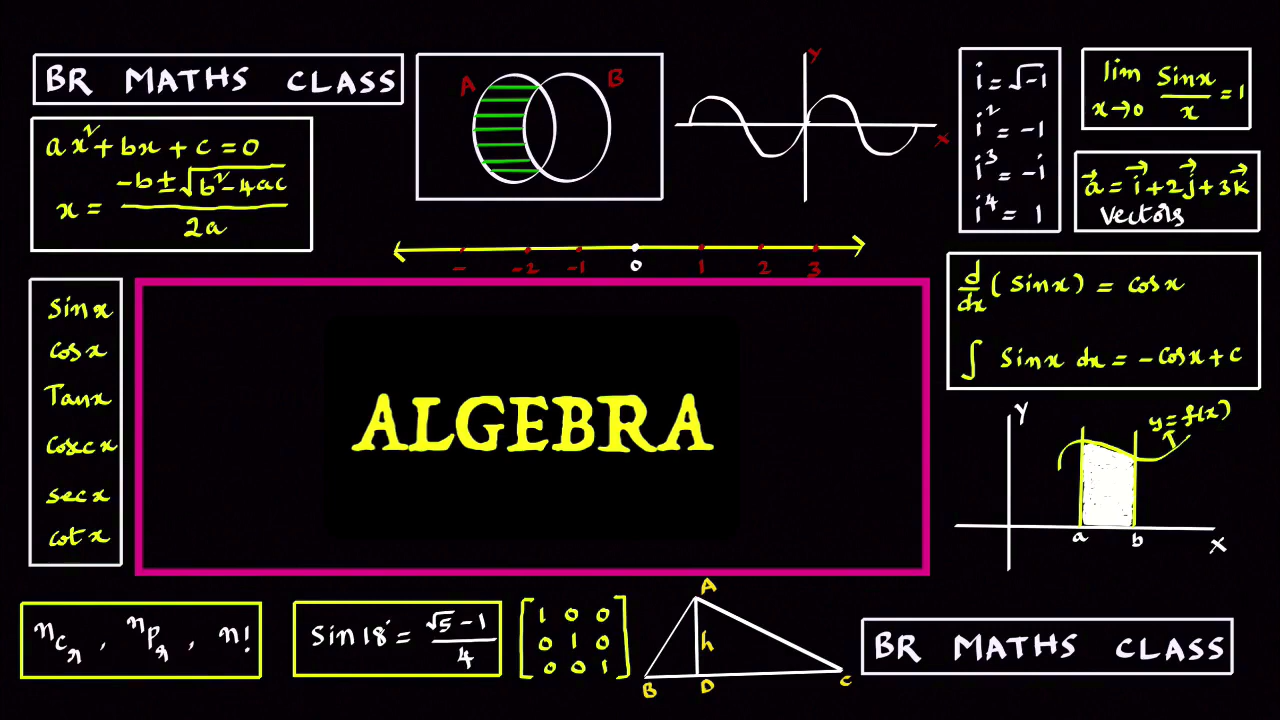 BR MATHS CLASS
ax²+bx+c=0
x = (-b±√(b²-4ac))/2a
A B
Y
X
i=√-1
i²=-1
i³=-i
i⁴=1
lim x→0 Sinx/x=1
a⃗=i⃗+2j⃗+3k⃗
Vectors
- -2 -1 0 1 2 3
Sinx
Cosx
Tanx
Cosecx
secx
cotx
ALGEBRA
d/dx(Sinx)=Cosx
∫ Sinx dx=-Cosx+c
Y
y=f(x)
a b X
nCr, nPr, n!
Sin18°=(√5-1)/4
1 0 0
0 1 0
0 0 1
A
h
B D C
BR MATHS CLASS